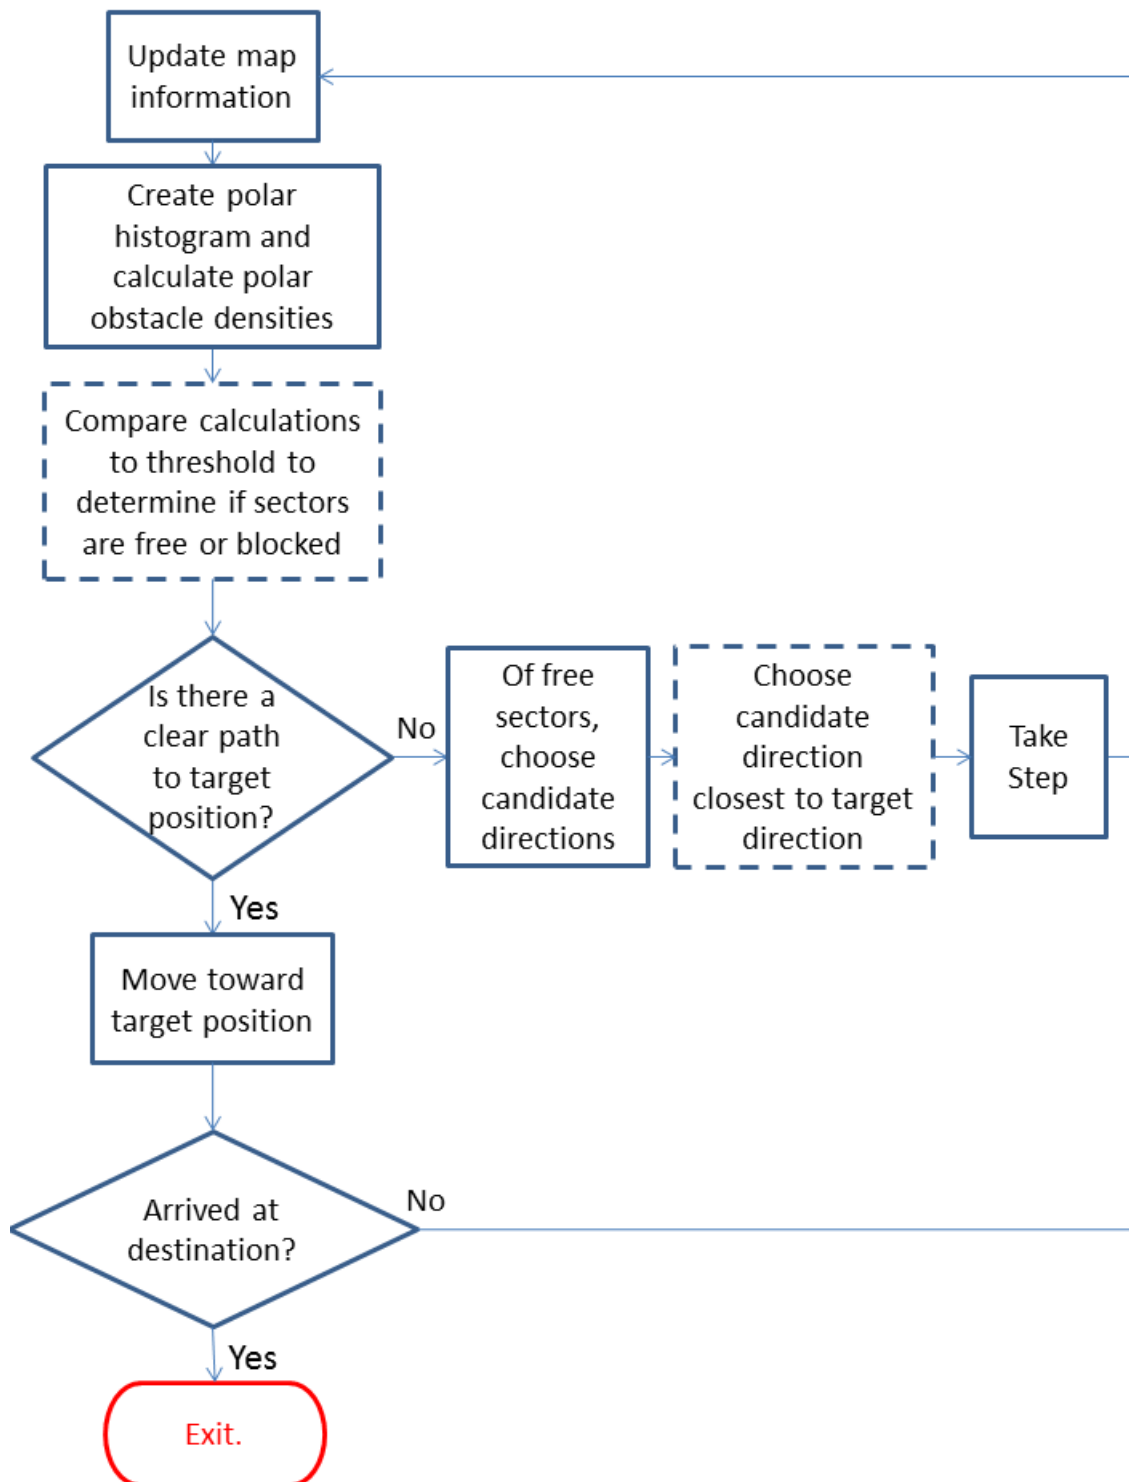 Update map
information
Create polar
histogram and
calculate polar
obstacle densities
Compare calculations
to threshold to
determine if sectors
are free or blocked
Is there a
clear path
to target
position?
No
Of free
sectors,
choose
candidate
directions
Choose
candidate
direction
closest to target
direction
Take
Step
Yes
Move toward
target position
Arrived at
destination?
No
Yes
Exit.